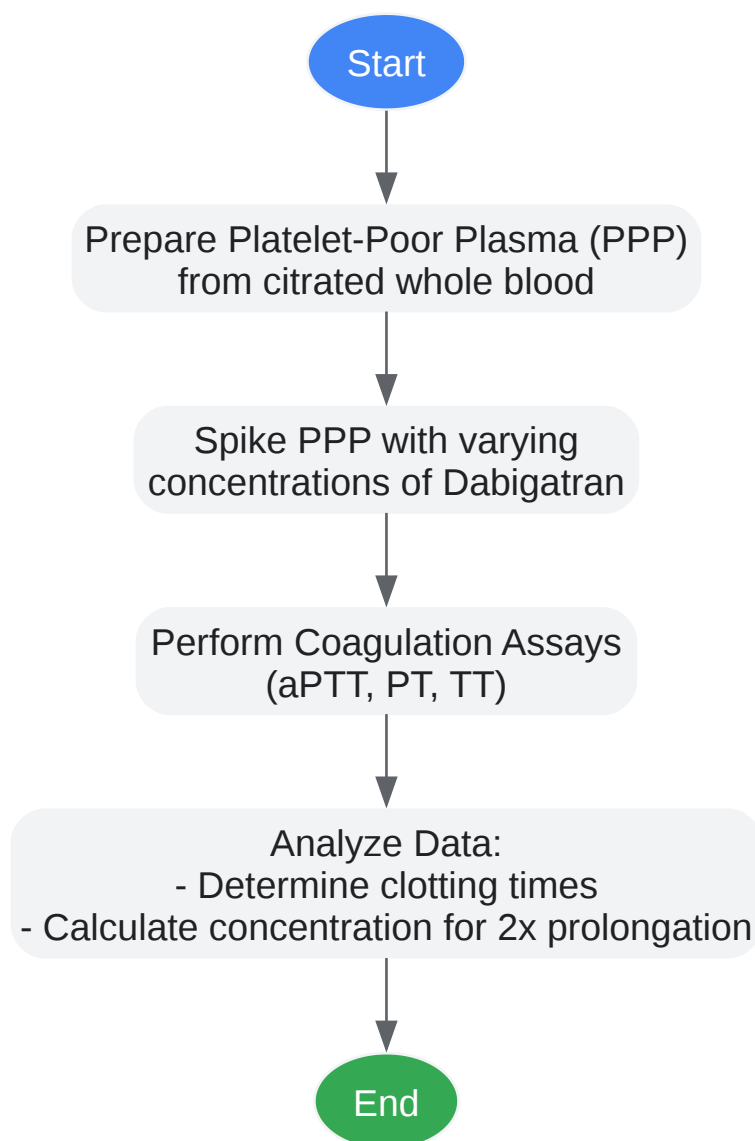 Start
Prepare Platelet-Poor Plasma (PPP)
from citrated whole blood
Spike PPP with varying
concentrations of Dabigatran
Perform Coagulation Assays
(aPTT, PT, TT)
Analyze Data:
- Determine clotting times
- Calculate concentration for 2x prolongation
End